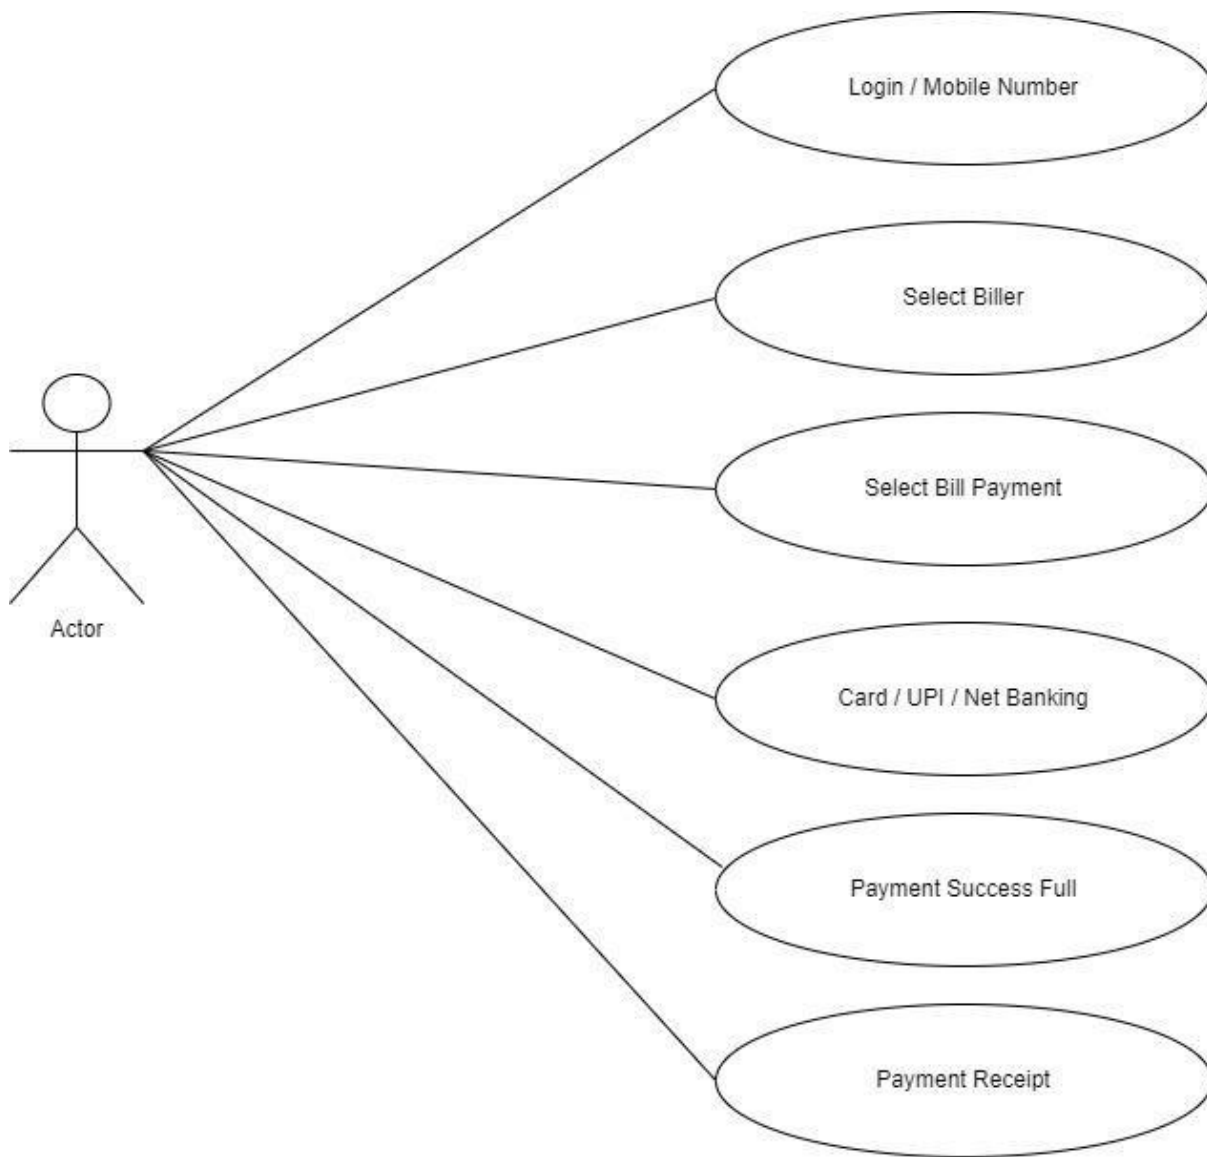 Login / Mobile Number
Select Biller
Select Bill Payment
Actor
Card / UPI / Net Banking
Payment Success Full
Payment Receipt